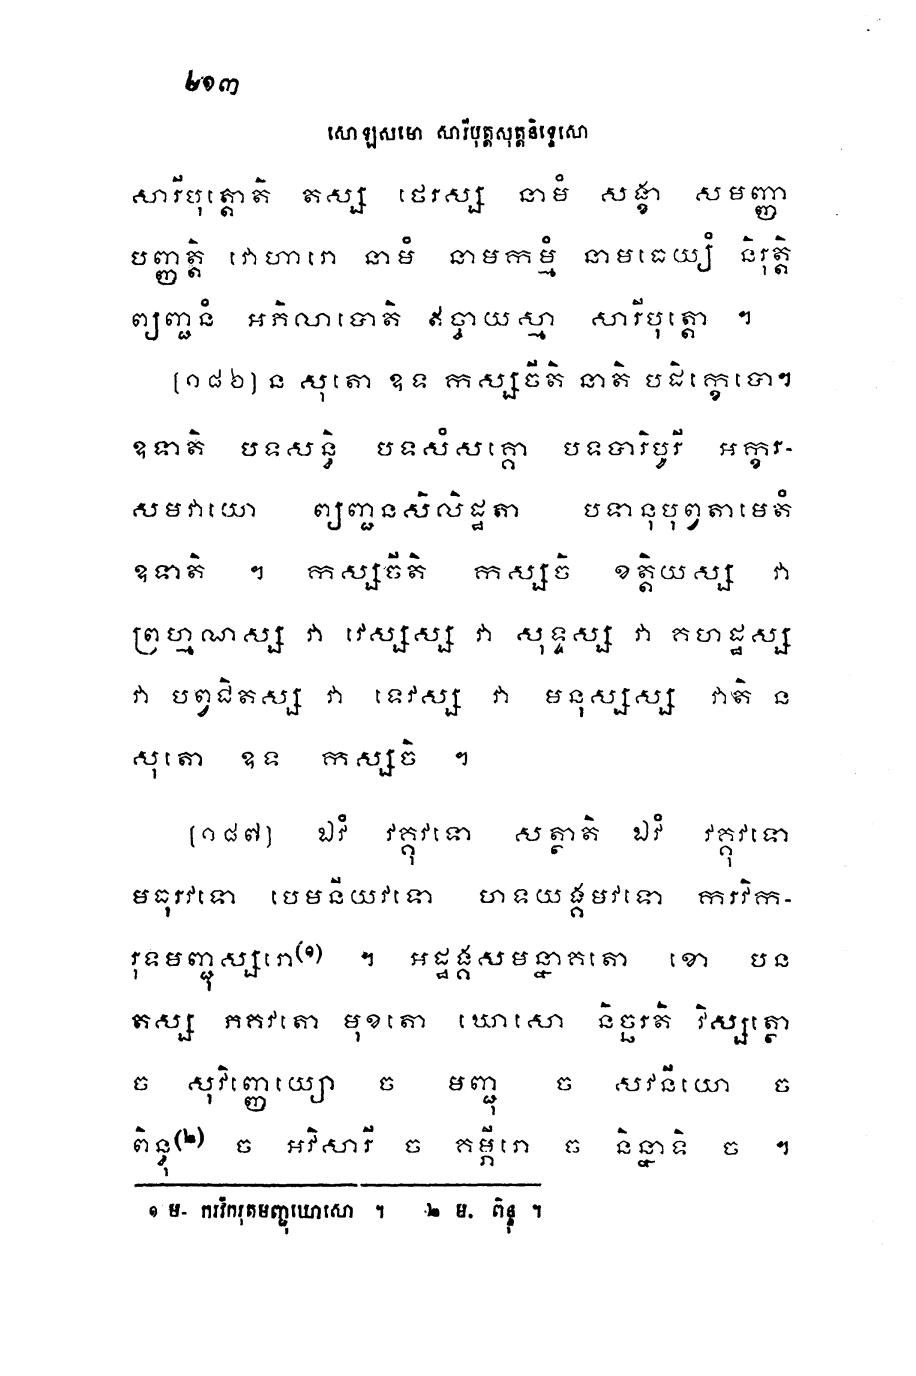 ២១៣
សោឡសមោ សារីបុត្តសុត្តនិទ្ទេសោ
សារីបុត្តោតិ តស្ស ថេរស្ស នាមំ សង្ខា សមញ្ញា
បញ្ញត្តិ វោហារោ នាមំ នាមកម្មំ នាមធេយ្យំ និរុត្តិ
ព្យញ្ជនំ អភិលាបោតិ ឥច្ចាយស្មា សារីបុត្តោ ។
[១៨៦] ន សុតោ ឧទ កស្សចីតិ នាតិ បដិក្ខេបោ។
ឧទាតិ បទសន្ធិ បទសំសគ្គោ បទបារិបូរី អក្ខរ-
សមវាយោ ព្យញ្ជនសិលិដ្ឋតា បទានុបុព្វតាមេតំ
ឧទាតិ ។ កស្សចីតិ កស្សចិ ខត្តិយស្ស វា
ព្រហ្មណស្ស វា វេស្សស្ស វា សុទ្ទស្ស វា គហដ្ឋស្ស
វា បព្វជិតស្ស វា ទេវស្ស វា មនុស្សស្ស វាតិ ន
សុតោ ឧទ កស្សចិ ។
[១៨៧] ឯវំ វគ្គុវទោ សត្ថាតិ ឯវំ វគ្គុវទោ
មធុរវទោ បេមនីយវទោ ហទយង្គមវទោ ករវិក-
រុទមញ្ជុស្សរោ(១) ។ អដ្ឋង្គសមន្នាគតោ ខោ បន
តស្ស ភគវតោ មុខតោ ឃោសោ និច្ឆរតិ វិស្សត្ថោ
ច សុវិញ្ញេយ្យោ ច មញ្ជុ ច សវនីយោ ច
ពិន្ទុ(២) ច អវិសារី ច គម្ភីរោ ច និន្នាទិ ច ។
១ ម- ករវីករុតមញ្ជុឃោសោ ។ ២ ម. ពិន្ទុ ។